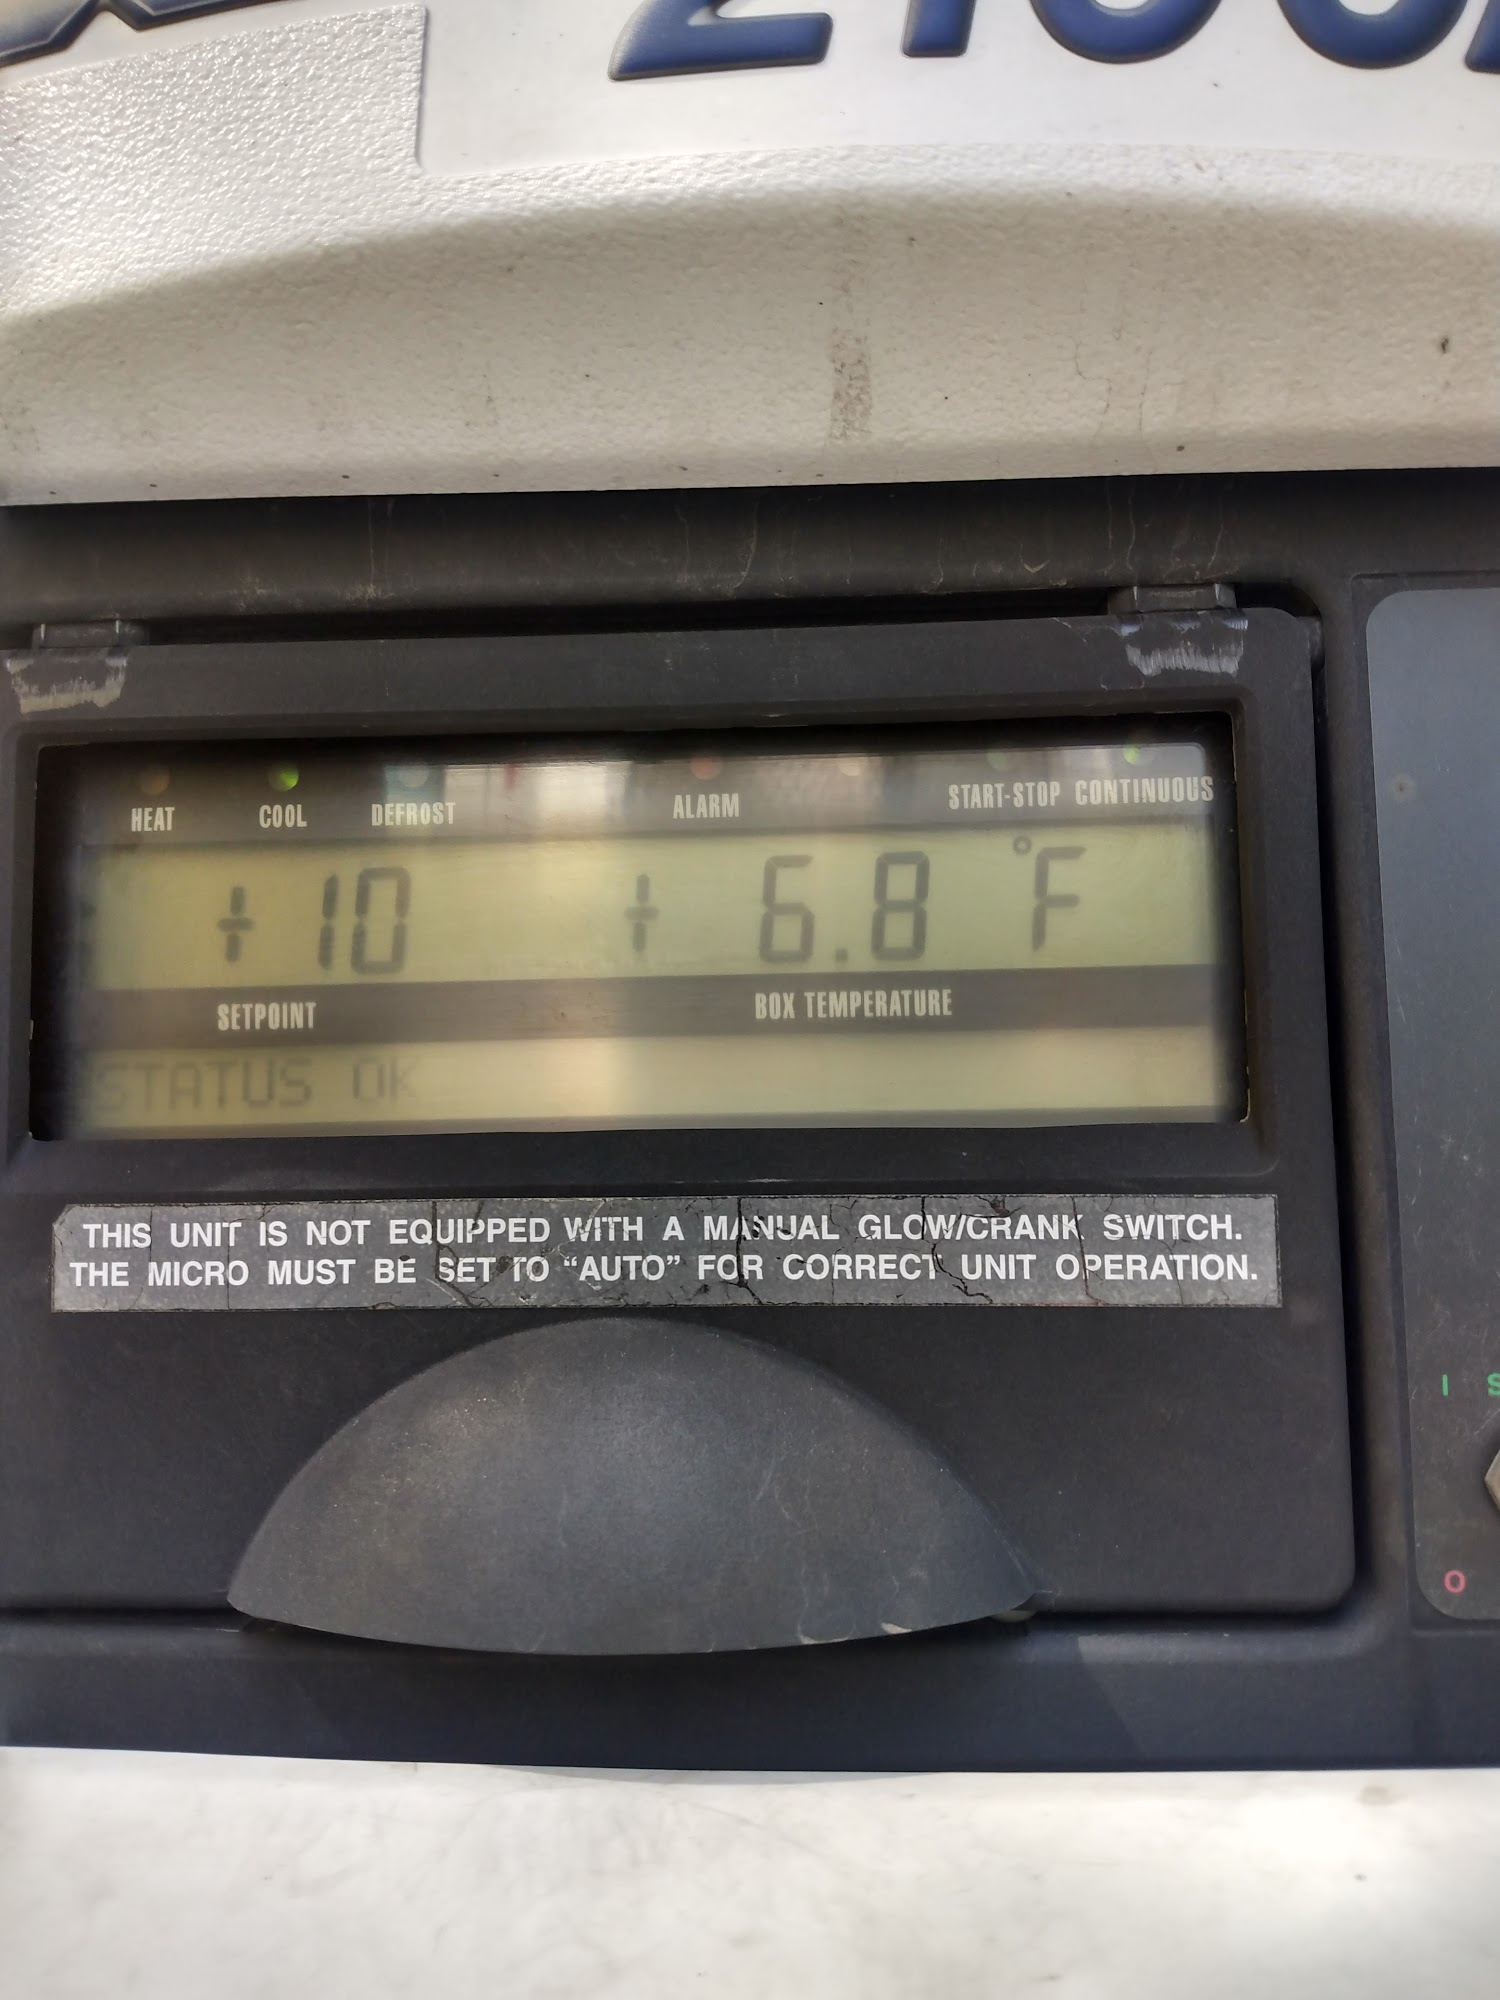 HEAT COOL DEFROST ALARM START-STOP CONTINUOUS
+10 + 6.8 °F
SETPOINT BOX TEMPERATURE
STATUS OK
THIS UNIT IS NOT EQUIPPED WITH A MANUAL GLOW/CRANK SWITCH.
THE MICRO MUST BE SET TO “AUTO” FOR CORRECT UNIT OPERATION.
I
O